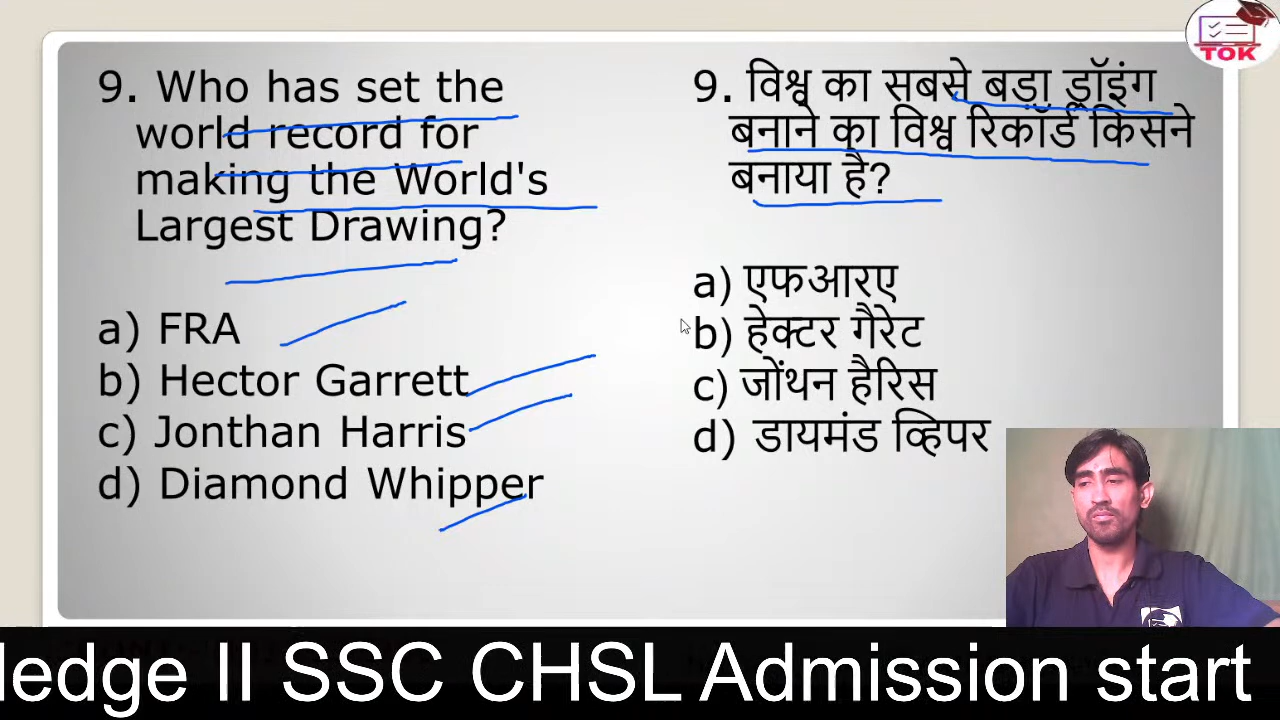 TOK
9. Who has set the
world record for
making the World's
Largest Drawing?
a) FRA
b) Hector Garrett
c) Jonthan Harris
d) Diamond Whipper
9. विश्व का सबसे बड़ा ड्रॉइंग
बनाने का विश्व रिकॉर्ड किसने
बनाया है?
a) एफआरए
b) हेक्टर गैरेट
c) जोंथन हैरिस
d) डायमंड व्हिपर
ledge II SSC CHSL Admission start